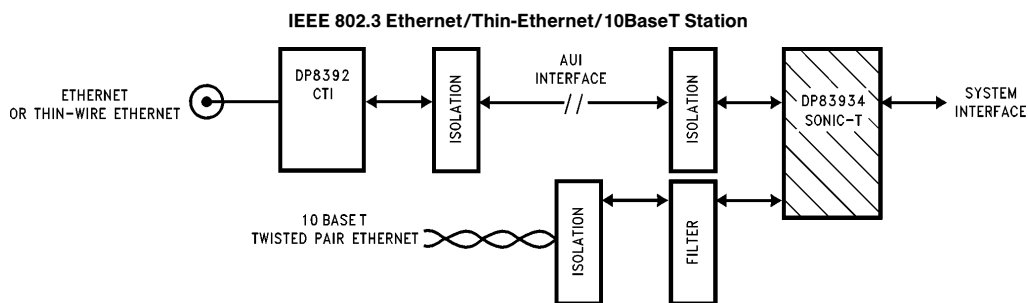 IEEE 802.3 Ethernet/Thin-Ethernet/10BaseT Station
ETHERNET
OR THIN-WIRE ETHERNET
DP8392
CTI
ISOLATION
AUI
INTERFACE
ISOLATION
DP83934
SONIC-T
SYSTEM
INTERFACE
10 BASE T
TWISTED PAIR ETHERNET
ISOLATION
FILTER